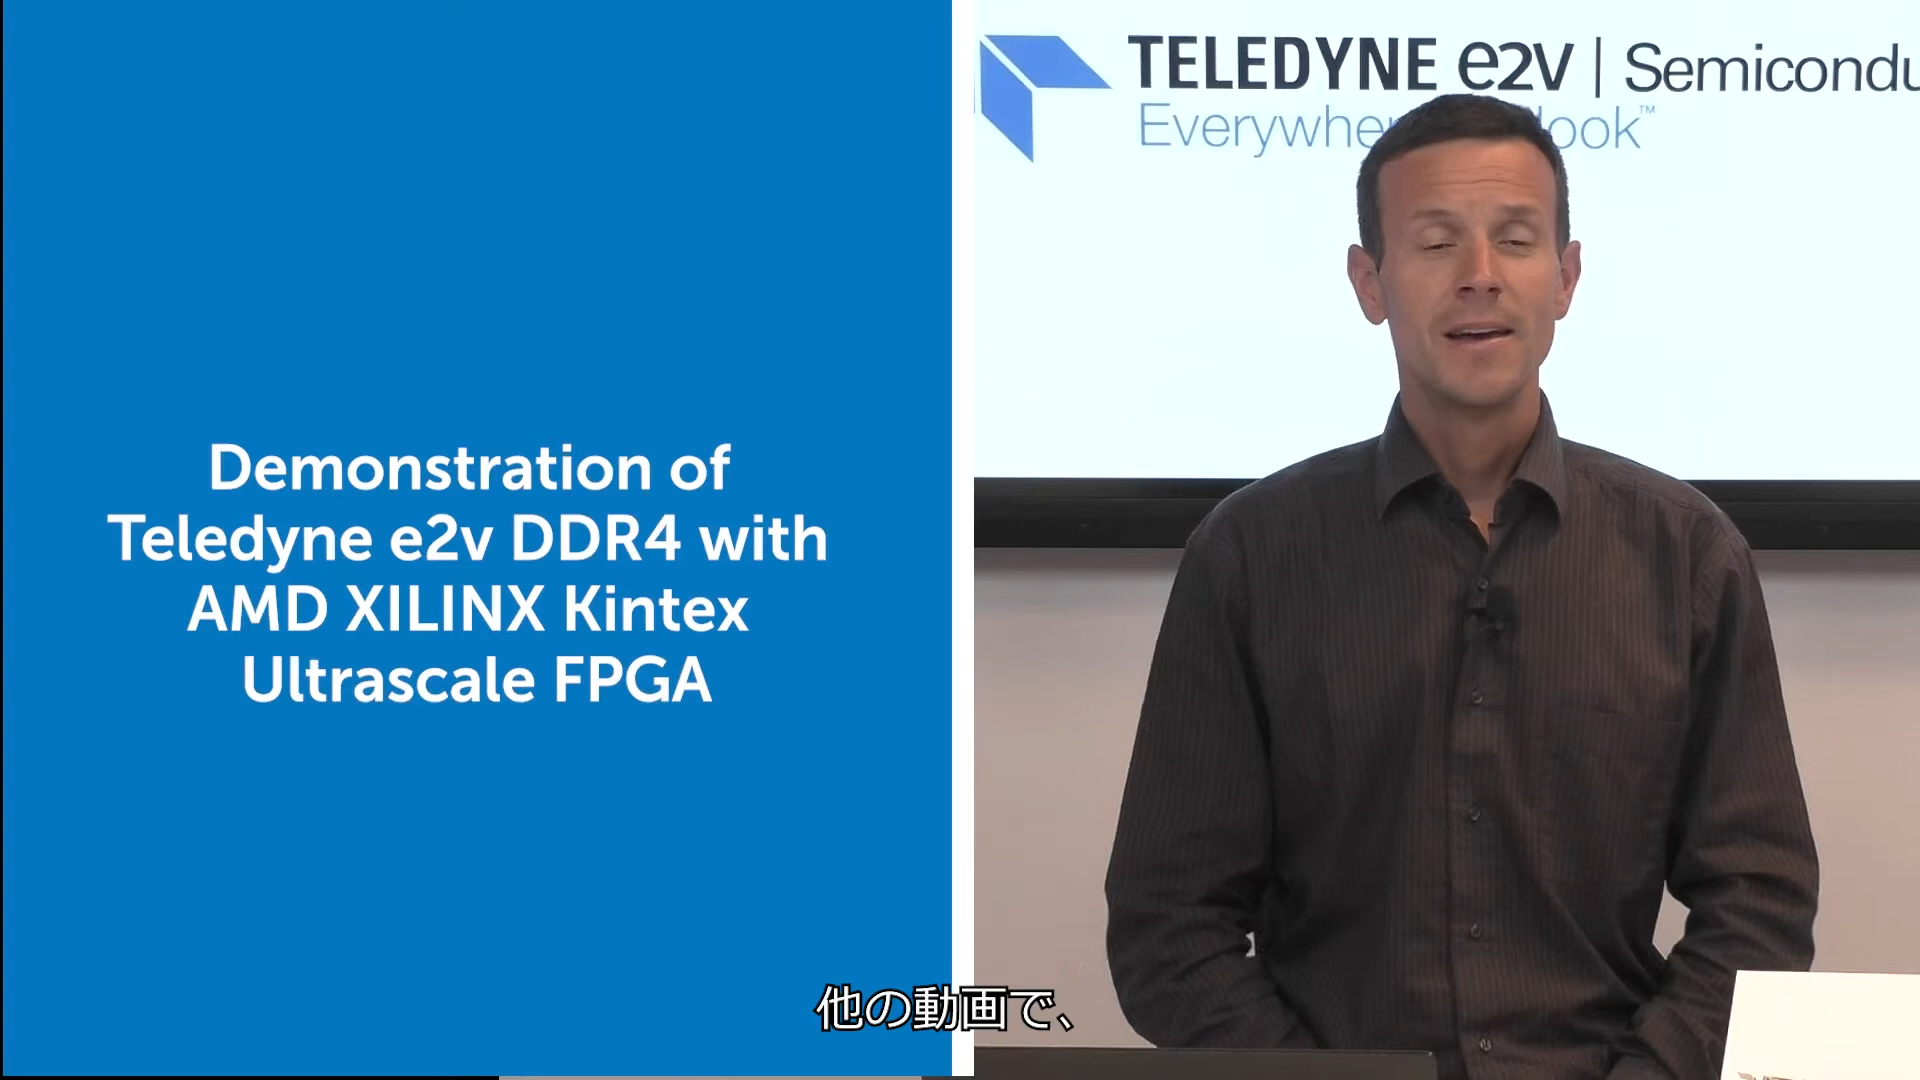 TELEDYNE e2v | Semicondu
Everywhe ook™
Demonstration of
Teledyne e2v DDR4 with
AMD XILINX Kintex
Ultrascale FPGA
他の動画で、